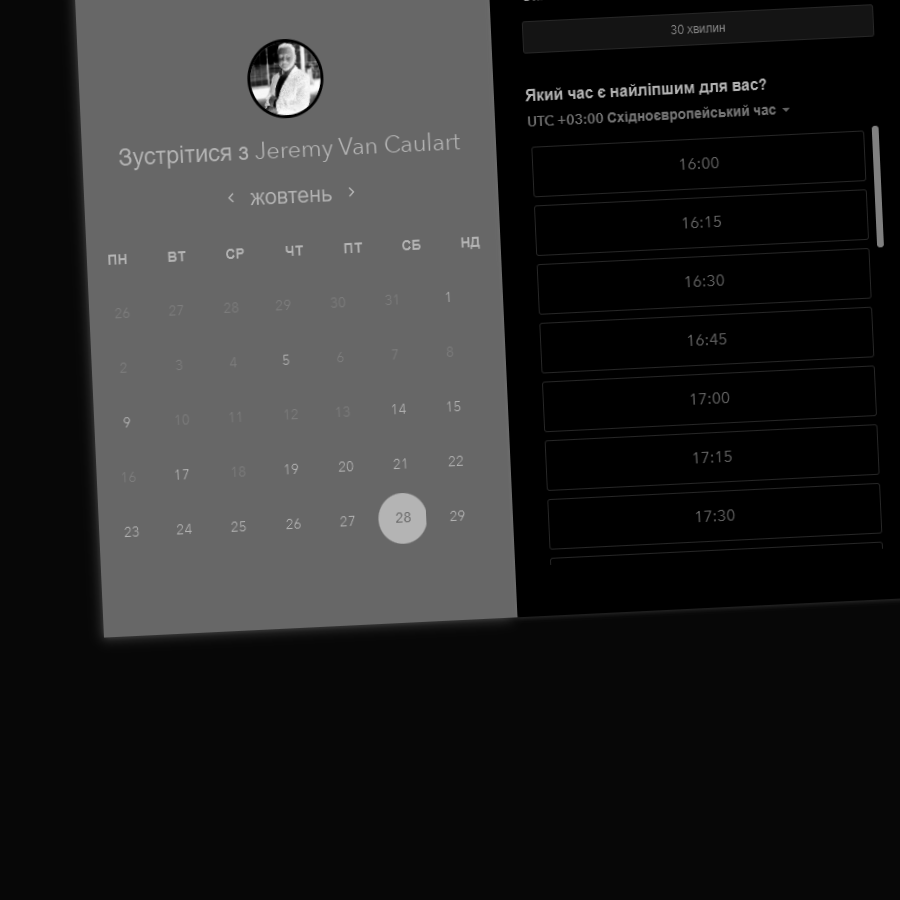 Зустрітися з Jeremy Van Caulart
жовтень
ПН ВТ СР ЧТ ПТ СБ НД
26 27 28 29 30 31 1
2 3 4 5 6 7 8
9 10 11 12 13 14 15
16 17 18 19 20 21 22
23 24 25 26 27 28 29
30 хвилин
Який час є найліпшим для вас?
UTC +03:00 Східноєвропейський час
16:00
16:15
16:30
16:45
17:00
17:15
17:30